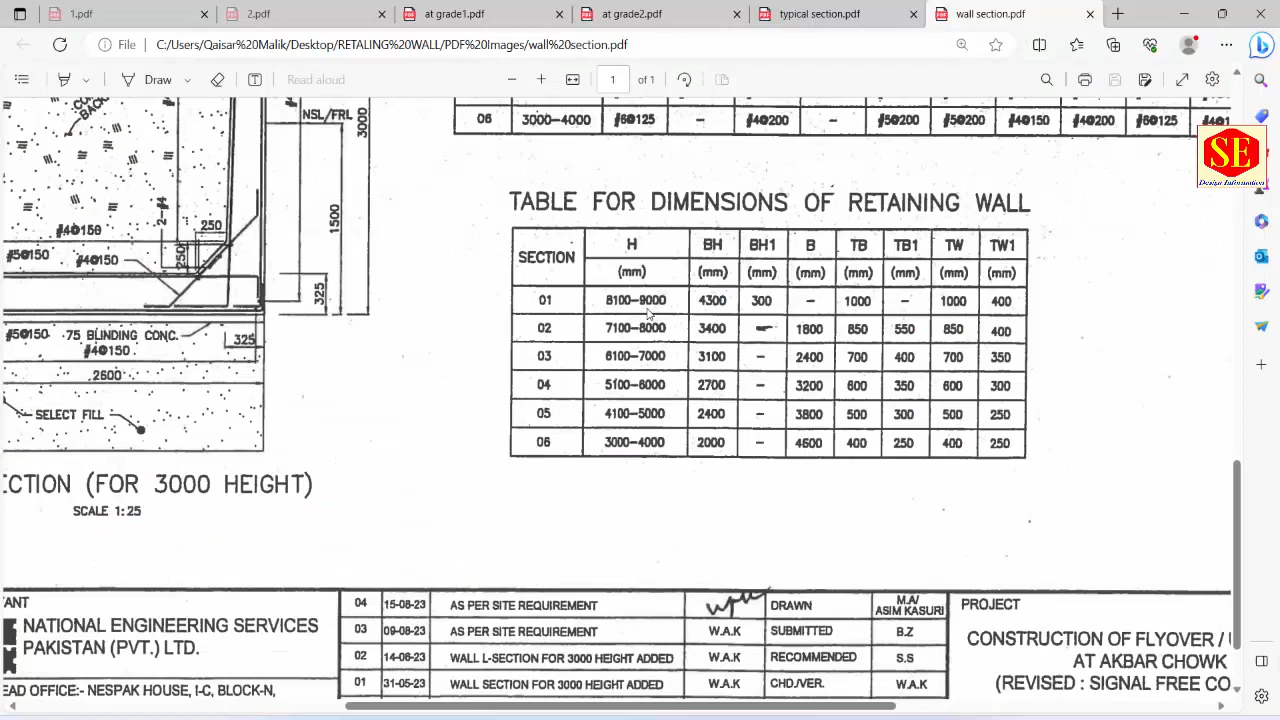 1.pdf
2.pdf
at grade1.pdf
at grade2.pdf
typical section.pdf
wall section.pdf
File C:/Users/Qaisar Malik/Desktop/RETALING%20WALL/PDF%20Images/wall%20section.pdf
Draw Read aloud 1 of 1
NSL/FRL
3000
1500
250
250
2-#4
#4@150
#5@150
#4@150
325
#5@150
75 BLINDING CONC.
#4@150
325
2600
SELECT FILL
ECTION (FOR 3000 HEIGHT)
SCALE 1:25
06 3000-4000 #6@125 - #4@200 - #5@200 #5@200 #4@150 #4@200 #6@125
SE
Design Information
TABLE FOR DIMENSIONS OF RETAINING WALL
SECTION H BH BH1 B TB TB1 TW TW1
(mm) (mm) (mm) (mm) (mm) (mm) (mm) (mm)
01 8100-9000 4300 300 - 1000 - 1000 400
02 7100-8000 3400 - 1800 850 550 850 400
03 6100-7000 3100 - 2400 700 400 700 350
04 5100-6000 2700 - 3200 600 350 600 300
05 4100-5000 2400 - 3800 500 300 500 250
06 3000-4000 2000 - 4600 400 250 400 250
TANT
NATIONAL ENGINEERING SERVICES
PAKISTAN (PVT.) LTD.
EAD OFFICE:- NESPAK HOUSE, I-C, BLOCK-N,
04 15-08-23 AS PER SITE REQUIREMENT DRAWN M.A/ ASIM KASURI
03 09-08-23 AS PER SITE REQUIREMENT W.A.K SUBMITTED B.Z
02 14-06-23 WALL L-SECTION FOR 3000 HEIGHT ADDED W.A.K RECOMMENDED S.S
01 31-05-23 WALL SECTION FOR 3000 HEIGHT ADDED W.A.K CHD./VER. W.A.K
PROJECT
CONSTRUCTION OF FLYOVER /
AT AKBAR CHOWK
(REVISED : SIGNAL FREE CO